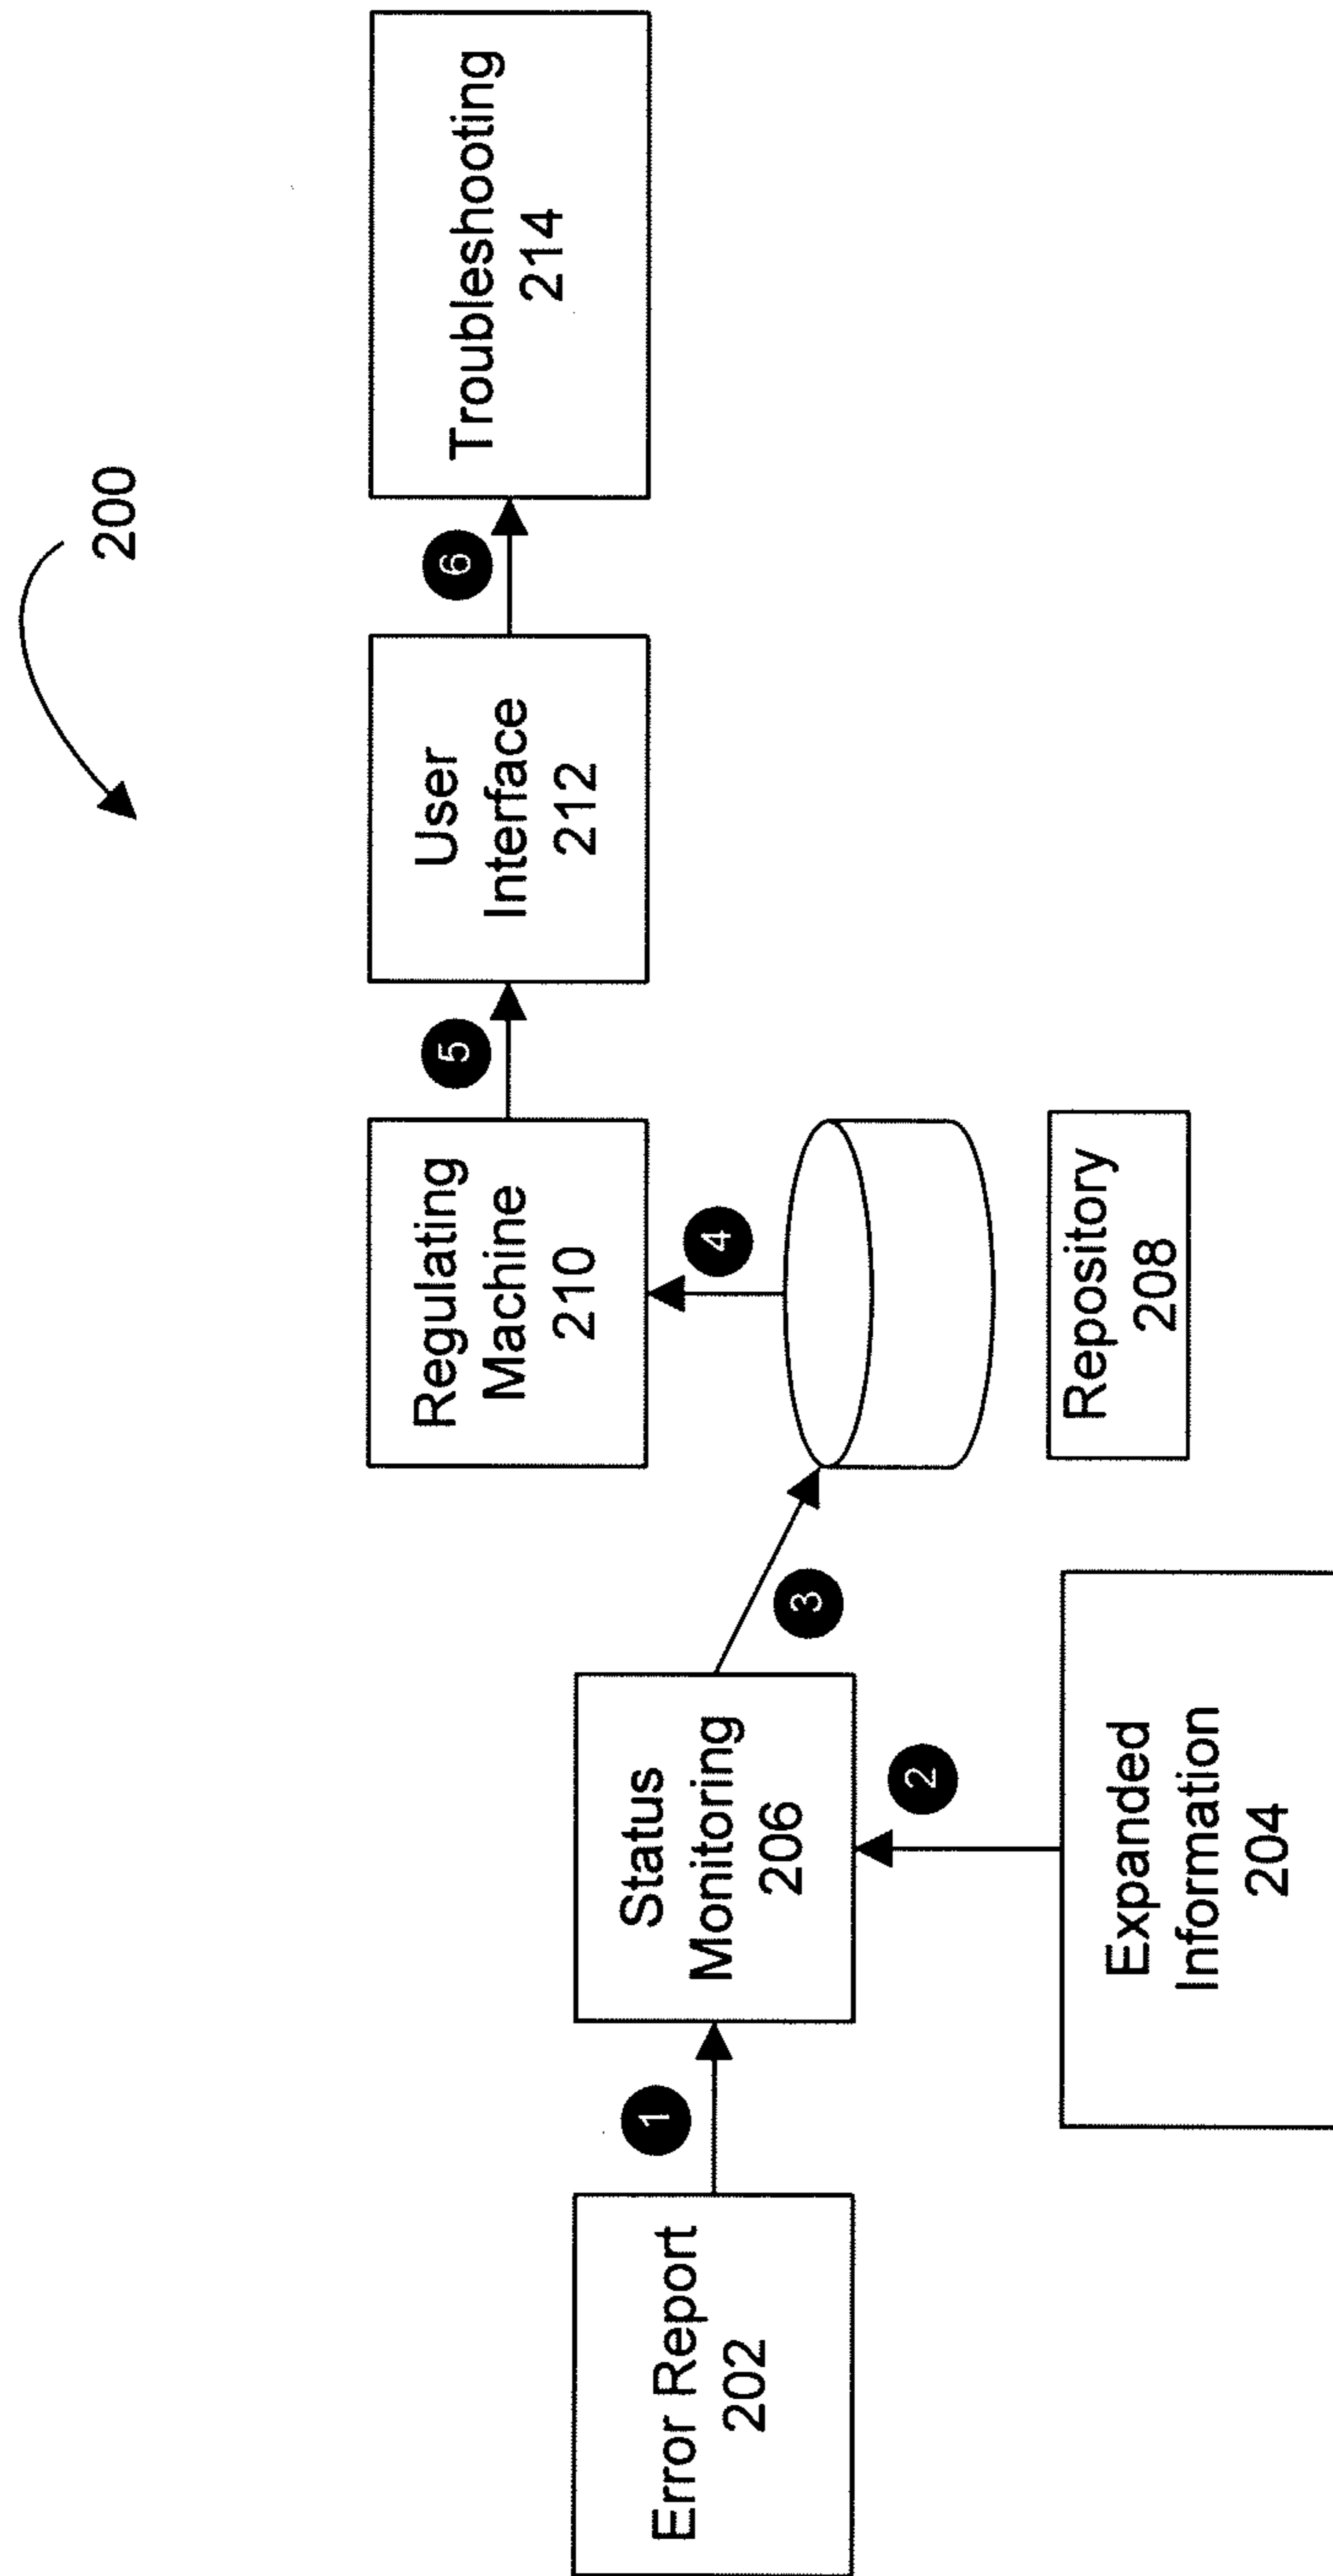 200
Error Report
202
1
Status
Monitoring
206
2
Expanded
Information
204
3
Repository
208
4
Regulating
Machine
210
5
User
Interface
212
6
Troubleshooting
214